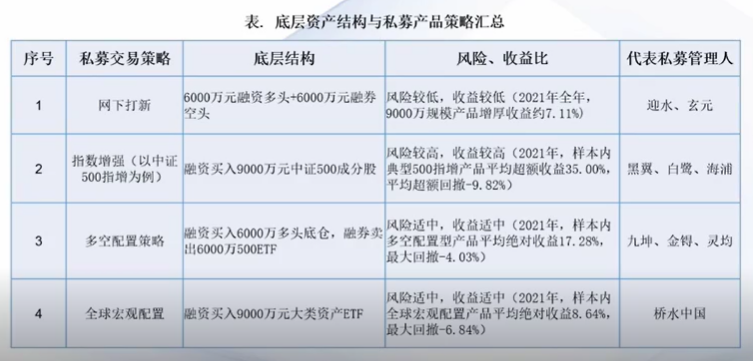 表. 底层资产结构与私募产品策略汇总
序号 私募交易策略 底层结构 风险、收益比 代表私募管理人
1 网下打新 6000万元融资多头+6000万元融券空头 风险较低，收益较低（2021年全年，9000万规模产品增厚收益约7.11%） 迎水、玄元
2 指数增强（以中证500指增为例） 融资买入9000万元中证500成分股 风险较高，收益较高（2021年，样本内典型500指增产品平均超额收益35.00%，平均超额回撤-9.82%） 黑翼、白鹭、海浦
3 多空配置策略 融资买入6000万多头底仓，融券卖出6000万500ETF 风险适中，收益适中（2021年，样本内多空配置型产品平均绝对收益17.28%，最大回撤-4.03%） 九坤、金锝、灵均
4 全球宏观配置 融资买入9000万元大类资产ETF 风险适中，收益适中（2021年，样本内全球宏观配置产品平均绝对收益8.64%，最大回撤-6.84%） 桥水中国